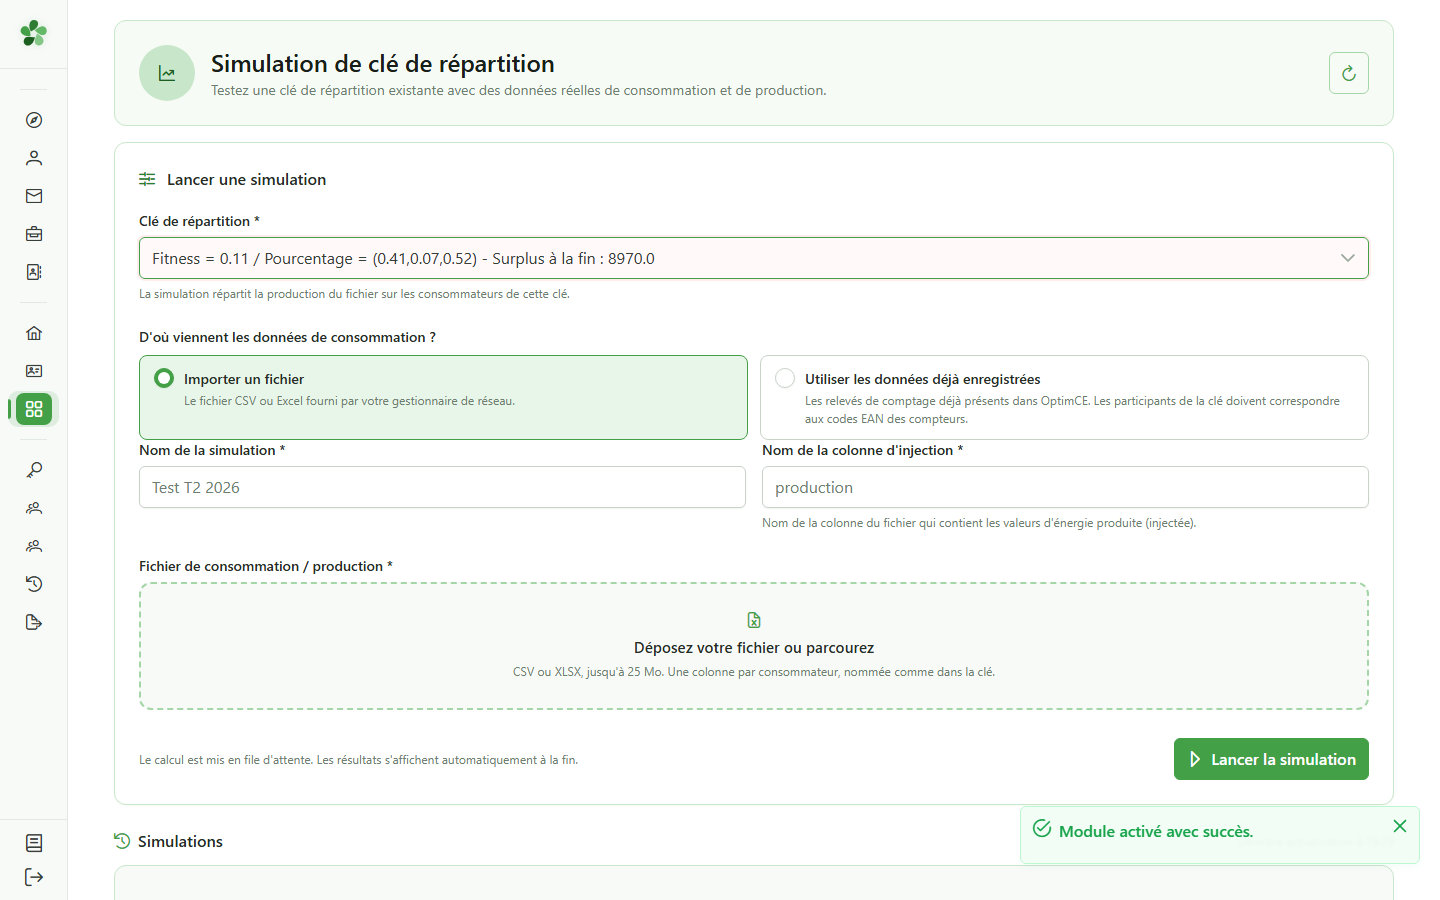 Simulation de clé de répartition
Testez une clé de répartition existante avec des données réelles de consommation et de production.
Lancer une simulation
Clé de répartition *
Fitness = 0.11 / Pourcentage = (0.41,0.07,0.52) - Surplus à la fin : 8970.0
La simulation répartit la production du fichier sur les consommateurs de cette clé.
D'où viennent les données de consommation ?
Importer un fichier
Le fichier CSV ou Excel fourni par votre gestionnaire de réseau.
Utiliser les données déjà enregistrées
Les relevés de comptage déjà présents dans OptimCE. Les participants de la clé doivent correspondre
aux codes EAN des compteurs.
Nom de la simulation *
Test T2 2026
Nom de la colonne d'injection *
production
Nom de la colonne du fichier qui contient les valeurs d'énergie produite (injectée).
Fichier de consommation / production *
Déposez votre fichier ou parcourez
CSV ou XLSX, jusqu'à 25 Mo. Une colonne par consommateur, nommée comme dans la clé.
Le calcul est mis en file d'attente. Les résultats s'affichent automatiquement à la fin.
Lancer la simulation
Simulations
Module activé avec succès.